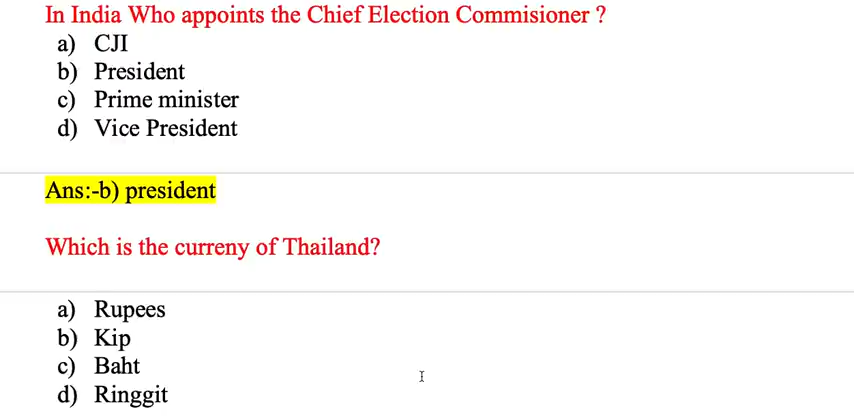 In India Who appoints the Chief Election Commisioner ?
a) CJI
b) President
c) Prime minister
d) Vice President
Ans:-b) president
Which is the curreny of Thailand?
a) Rupees
b) Kip
c) Baht
d) Ringgit